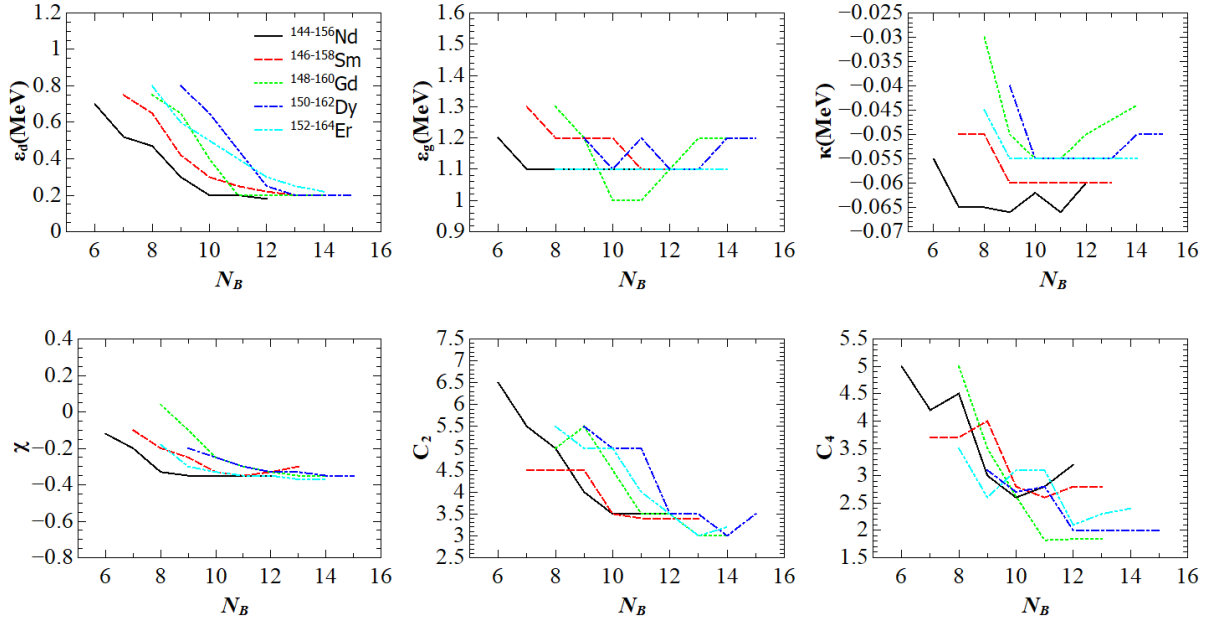 1.4
1.2
1
0.8
0.6
0.4
0.2
0
ε_d(MeV)
6 8 10 12 14 16
N_B
¹⁴⁴⁻¹⁵⁶Nd
¹⁴⁶⁻¹⁵⁸Sm
¹⁴⁸⁻¹⁶⁰Gd
¹⁵⁰⁻¹⁶²Dy
¹⁵²⁻¹⁶⁴Er
1.6
1.5
1.4
1.3
1.2
1.1
1
0.9
ε_g(MeV)
6 8 10 12 14 16
N_B
−0.025
−0.03
−0.035
−0.04
−0.045
−0.05
−0.055
−0.06
−0.065
−0.07
κ(MeV)
6 8 10 12 14 16
N_B
0.4
0.2
0
−0.2
−0.4
−0.6
−0.8
χ
6 8 10 12 14 16
N_B
7.5
6.5
5.5
4.5
3.5
2.5
C₂
6 8 10 12 14 16
N_B
5.5
5
4.5
4
3.5
3
2.5
2
1.5
C₄
6 8 10 12 14 16
N_B